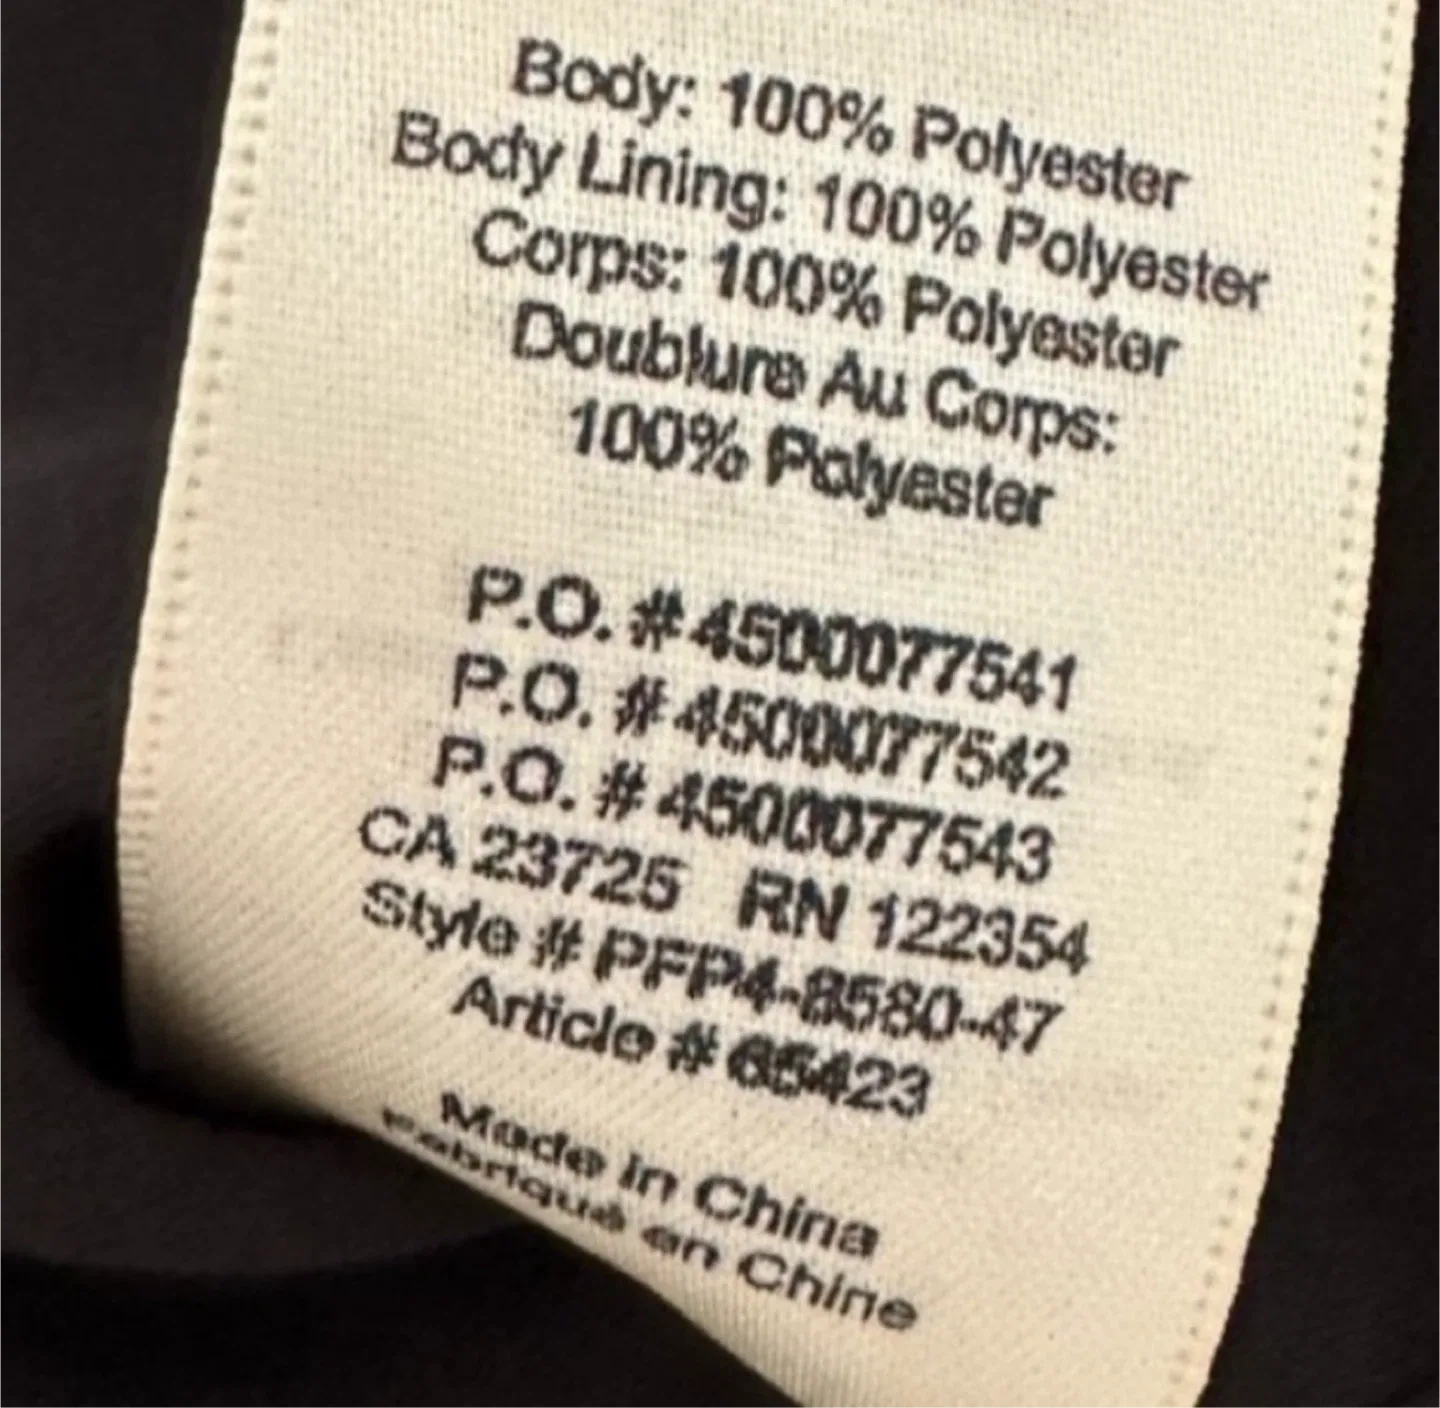 Body: 100% Polyester
Body Lining: 100% Polyester
Corps: 100% Polyester
Doublure Au Corps:
100% Polyester
P.O. # 4500077541
P.O. # 4500077542
P.O. # 4500077543
CA 23725 RN 122354
Style # PFP4-8580-47
Article # 65423
Made in China
Fabriqué en Chine